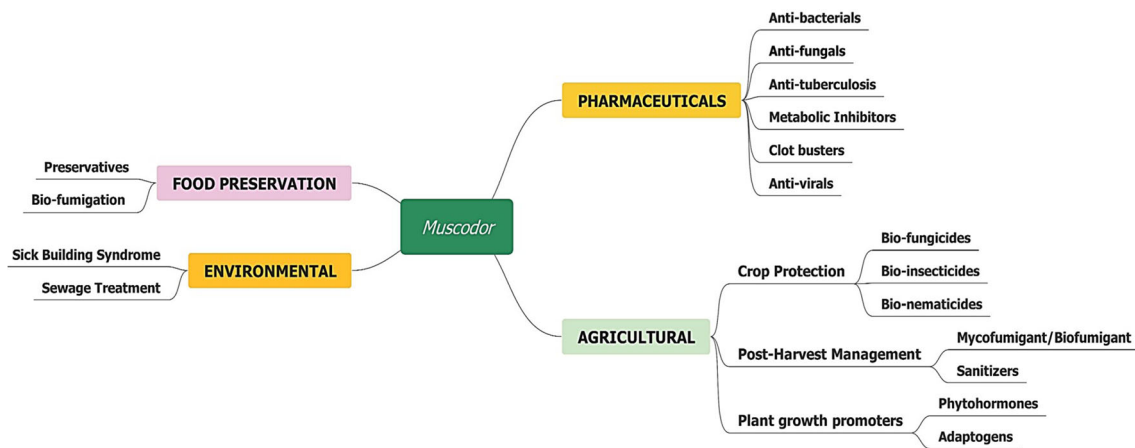 Muscodor
PHARMACEUTICALS
Anti-bacterials
Anti-fungals
Anti-tuberculosis
Metabolic Inhibitors
Clot busters
Anti-virals
FOOD PRESERVATION
Preservatives
Bio-fumigation
ENVIRONMENTAL
Sick Building Syndrome
Sewage Treatment
AGRICULTURAL
Crop Protection
Bio-fungicides
Bio-insecticides
Bio-nematicides
Post-Harvest Management
Mycofumigant/Biofumigant
Sanitizers
Plant growth promoters
Phytohormones
Adaptogens